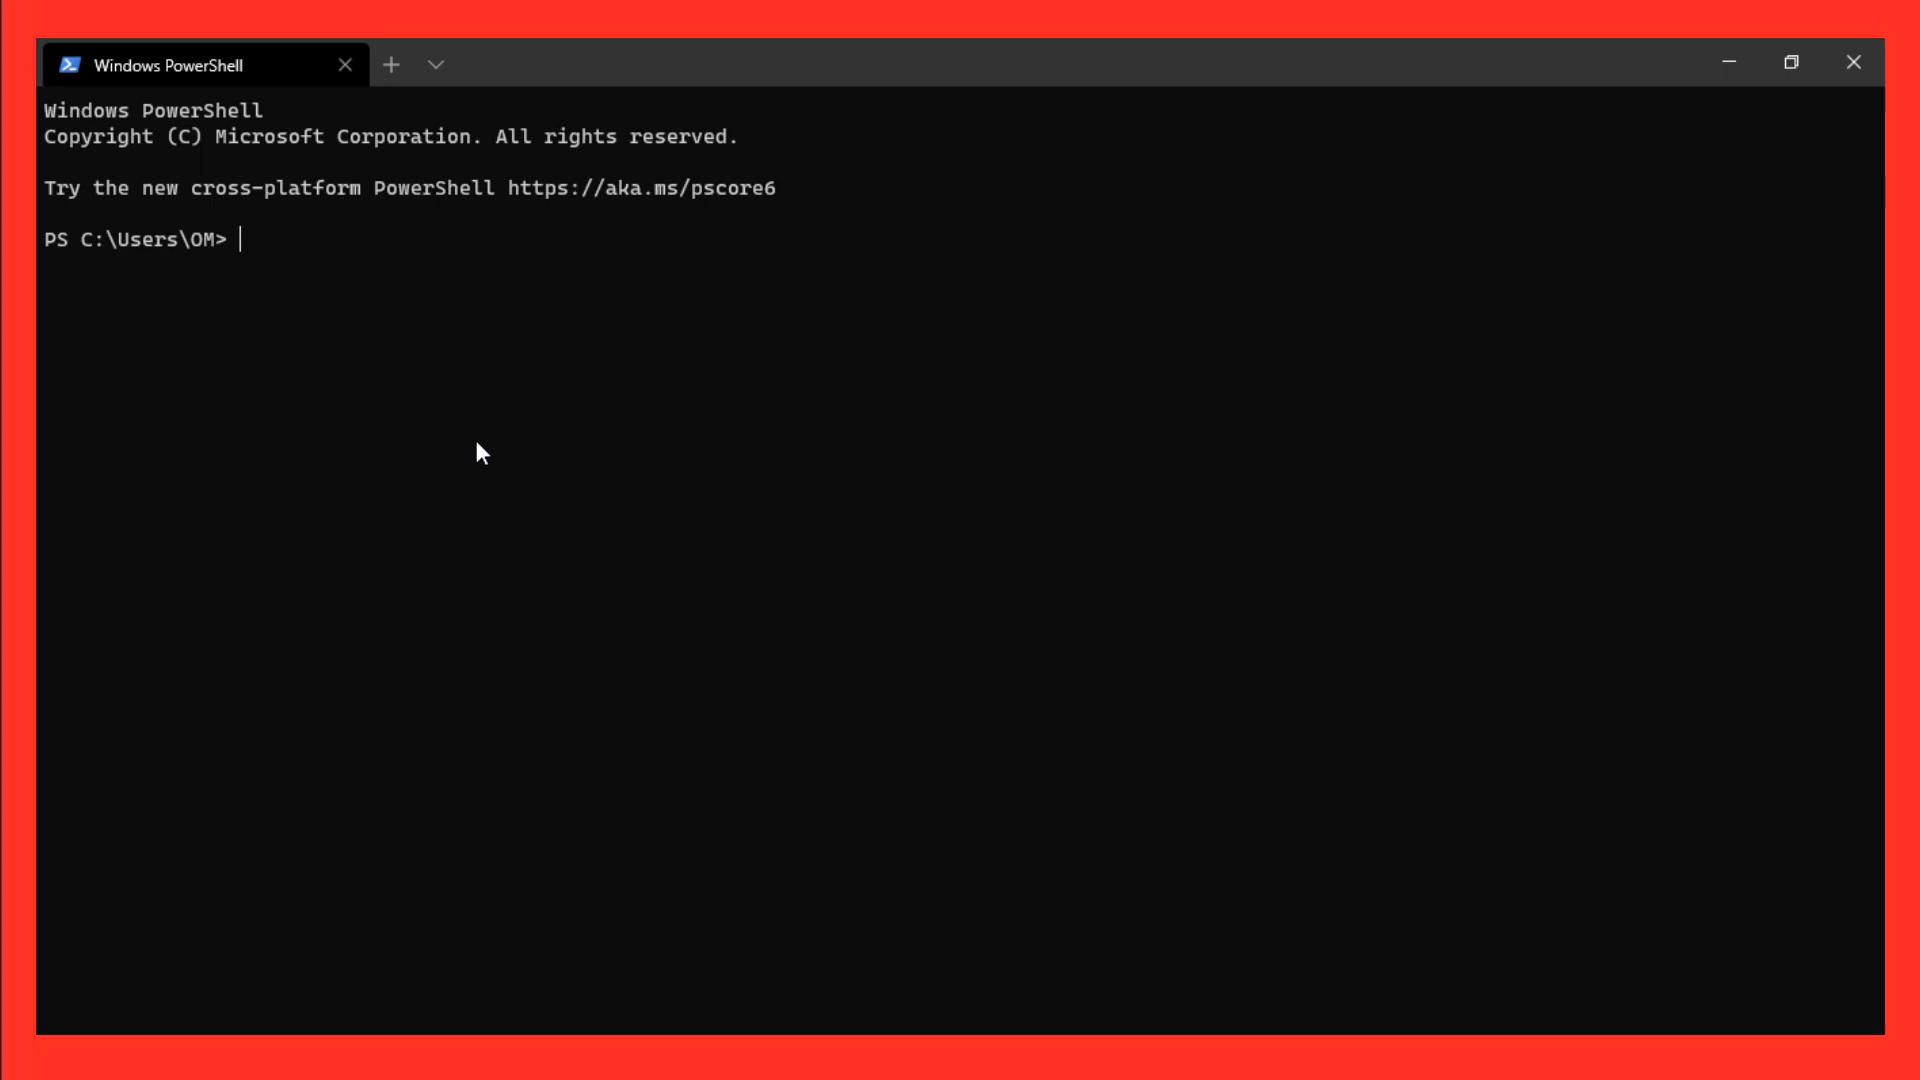 Windows PowerShell
Windows PowerShell
Copyright (C) Microsoft Corporation. All rights reserved.
Try the new cross-platform PowerShell https://aka.ms/pscore6
PS C:\Users\OM>